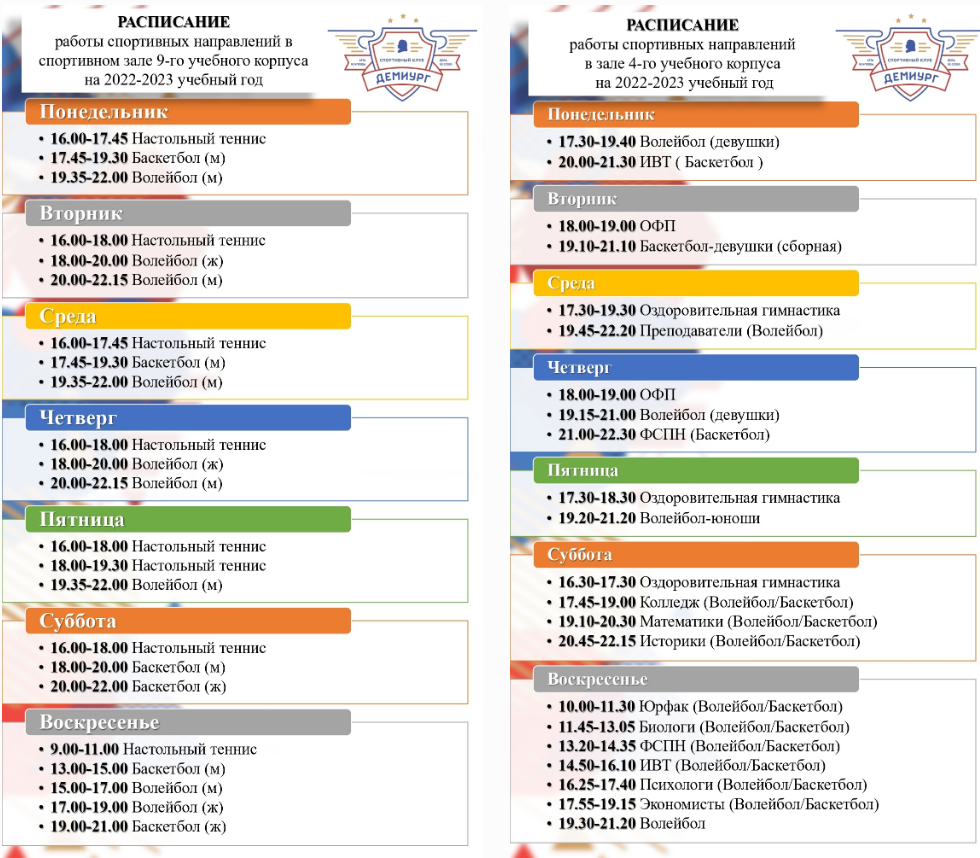 РАСПИСАНИЕ
работы спортивных направлений в
спортивном зале 9-го учебного корпуса
на 2022-2023 учебный год
СПОРТИВНЫЙ КЛУБ
ДЕМИУРГ
Понедельник
• 16.00-17.45 Настольный теннис
• 17.45-19.30 Баскетбол (м)
• 19.35-22.00 Волейбол (м)
Вторник
• 16.00-18.00 Настольный теннис
• 18.00-20.00 Волейбол (ж)
• 20.00-22.15 Волейбол (м)
Среда
• 16.00-17.45 Настольный теннис
• 17.45-19.30 Баскетбол (м)
• 19.35-22.00 Волейбол (м)
Четверг
• 16.00-18.00 Настольный теннис
• 18.00-20.00 Волейбол (ж)
• 20.00-22.15 Волейбол (м)
Пятница
• 16.00-18.00 Настольный теннис
• 18.00-19.30 Настольный теннис
• 19.35-22.00 Волейбол (м)
Суббота
• 16.00-18.00 Настольный теннис
• 18.00-20.00 Баскетбол (м)
• 20.00-22.00 Баскетбол (ж)
Воскресенье
• 9.00-11.00 Настольный теннис
• 13.00-15.00 Баскетбол (м)
• 15.00-17.00 Волейбол (м)
• 17.00-19.00 Волейбол (ж)
• 19.00-21.00 Баскетбол (ж)
РАСПИСАНИЕ
работы спортивных направлений
в зале 4-го учебного корпуса
на 2022-2023 учебный год
СПОРТИВНЫЙ КЛУБ
ДЕМИУРГ
Понедельник
• 17.30-19.40 Волейбол (девушки)
• 20.00-21.30 ИВТ ( Баскетбол )
Вторник
• 18.00-19.00 ОФП
• 19.10-21.10 Баскетбол-девушки (сборная)
Среда
• 17.30-19.30 Оздоровительная гимнастика
• 19.45-22.20 Преподаватели (Волейбол)
Четверг
• 18.00-19.00 ОФП
• 19.15-21.00 Волейбол (девушки)
• 21.00-22.30 ФСПН (Баскетбол)
Пятница
• 17.30-18.30 Оздоровительная гимнастика
• 19.20-21.20 Волейбол-юноши
Суббота
• 16.30-17.30 Оздоровительная гимнастика
• 17.45-19.00 Колледж (Волейбол/Баскетбол)
• 19.10-20.30 Математики (Волейбол/Баскетбол)
• 20.45-22.15 Историки (Волейбол/Баскетбол)
Воскресенье
• 10.00-11.30 Юрфак (Волейбол/Баскетбол)
• 11.45-13.05 Биологи (Волейбол/Баскетбол)
• 13.20-14.35 ФСПН (Волейбол/Баскетбол)
• 14.50-16.10 ИВТ (Волейбол/Баскетбол)
• 16.25-17.40 Психологи (Волейбол/Баскетбол)
• 17.55-19.15 Экономисты (Волейбол/Баскетбол)
• 19.30-21.20 Волейбол